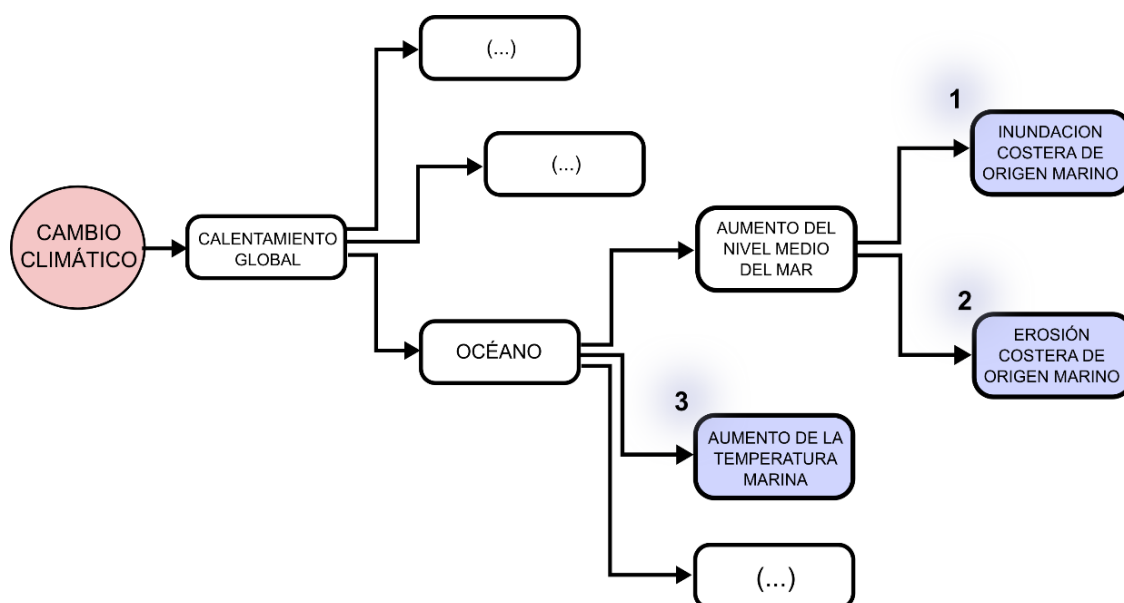 (...)
(...)
1
INUNDACION
COSTERA DE
ORIGEN MARINO
CAMBIO
CLIMÁTICO
CALENTAMIENTO
GLOBAL
AUMENTO DEL
NIVEL MEDIO
DEL MAR
2
EROSIÓN
COSTERA DE
ORIGEN MARINO
OCÉANO
3
AUMENTO DE LA
TEMPERATURA
MARINA
(...)